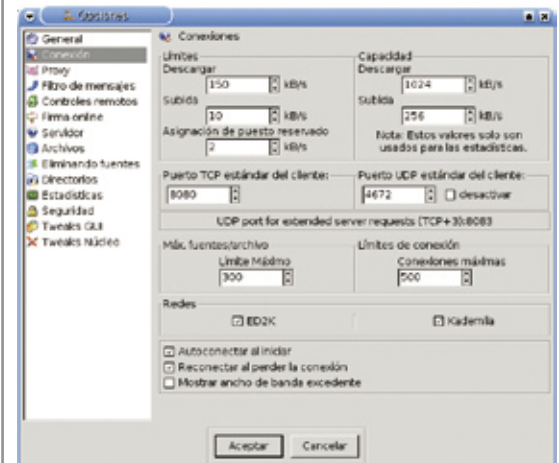 Opciones
General
Conexión
Proxy
Filtro de mensajes
Controles remotos
Firma online
Servidor
Archivos
Eliminando fuentes
Directorios
Estadísticas
Seguridad
Tweaks GUI
Tweaks Núcleo
Conexiones
Límites
Descargar
150 kB/s
Subida
10 kB/s
Asignación de puesto reservado
2 kB/s
Capacidad
Descargar
1024 kB/s
Subida
256 kB/s
Nota: Estos valores solo son
usados para las estadísticas.
Puerto TCP estándar del cliente:
8080
Puerto UDP estándar del cliente:
4672 desactivar
UDP port for extended server requests (TCP+3):8083
Máx. fuentes/archivo
Límite Máximo
300
Límites de conexión
Conexiones máximas
500
Redes
ED2K Kademlia
Autoconectar al iniciar
Reconectar al perder la conexión
Mostrar ancho de banda excedente
Aceptar Cancelar